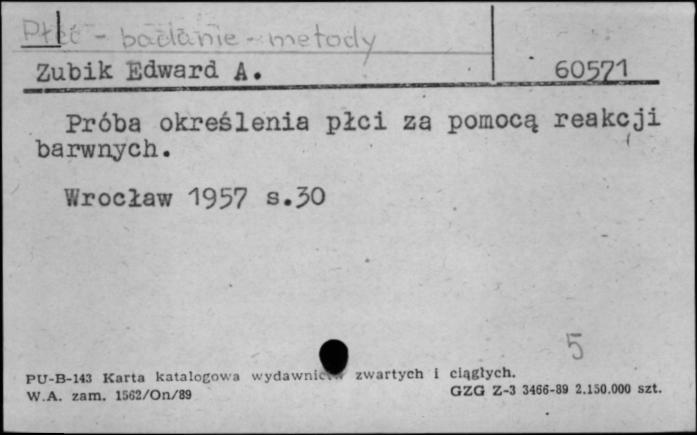 Płeć - badanie - metody
Zubik Edward A. 60571
Próba określenia płci za pomocą reakcji
barwnych.
Wrocław 1957 s.30
5
PU-B-143 Karta katalogowa wydawnictw zwartych i ciągłych.
W.A. zam. 1562/On/89 GZG Z-3 3466-89 2.150.000 szt.